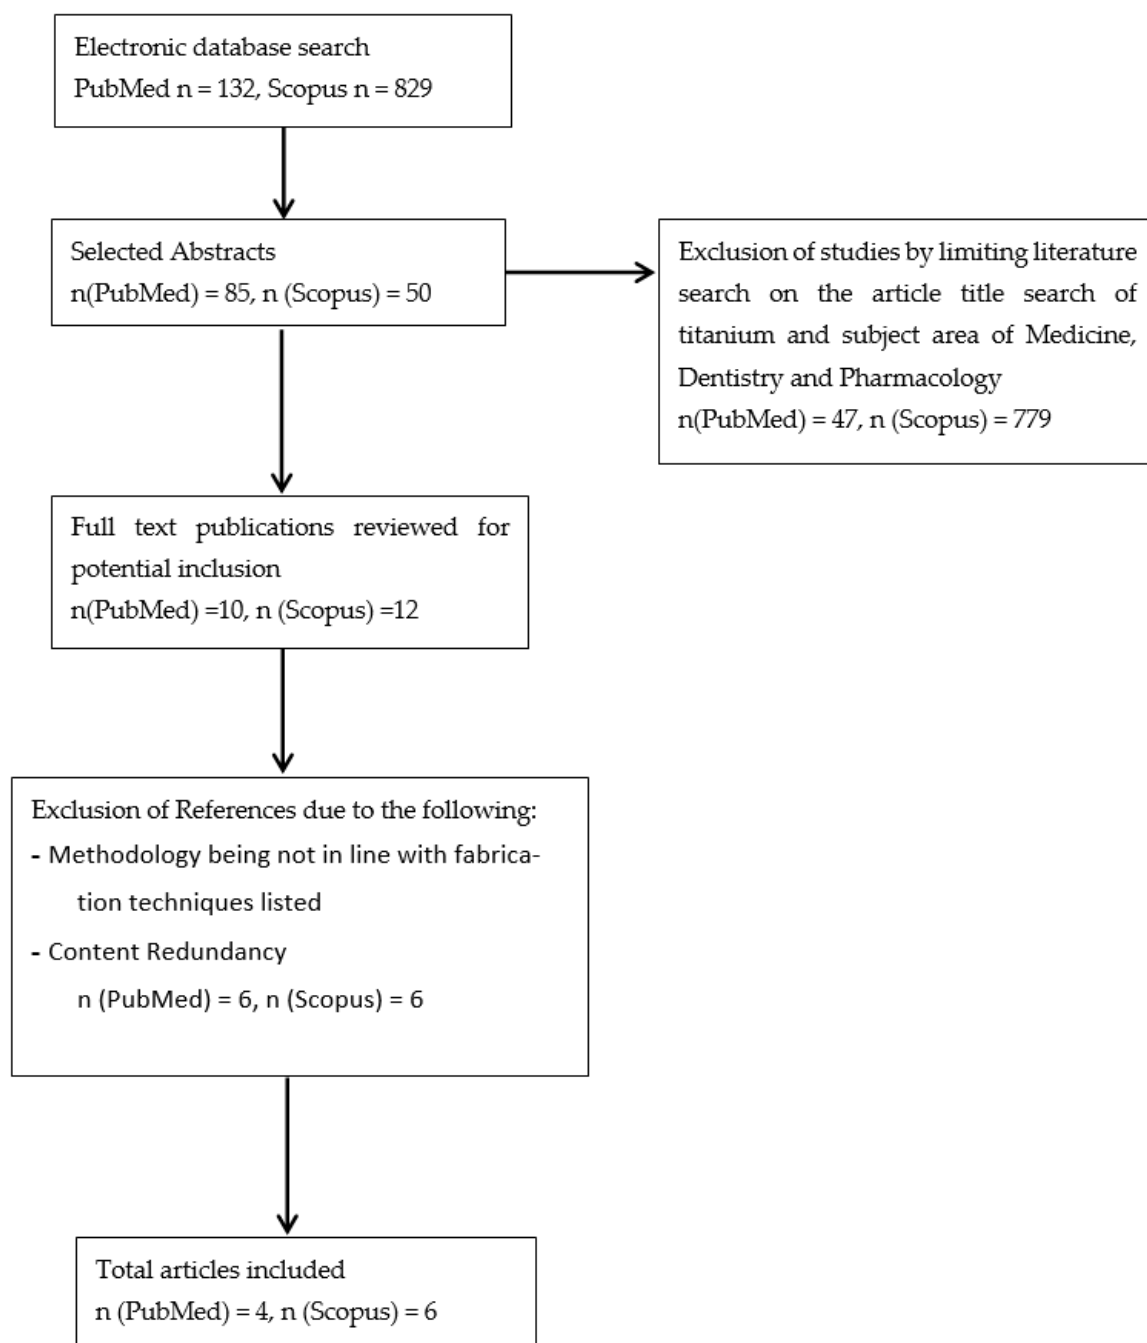 Electronic database search
PubMed n = 132, Scopus n = 829
Selected Abstracts
n(PubMed) = 85, n (Scopus) = 50
Exclusion of studies by limiting literature
search on the article title search of
titanium and subject area of Medicine,
Dentistry and Pharmacology
n(PubMed) = 47, n (Scopus) = 779
Full text publications reviewed for
potential inclusion
n(PubMed) =10, n (Scopus) =12
Exclusion of References due to the following:
- Methodology being not in line with fabrica-
tion techniques listed
- Content Redundancy
n (PubMed) = 6, n (Scopus) = 6
Total articles included
n (PubMed) = 4, n (Scopus) = 6